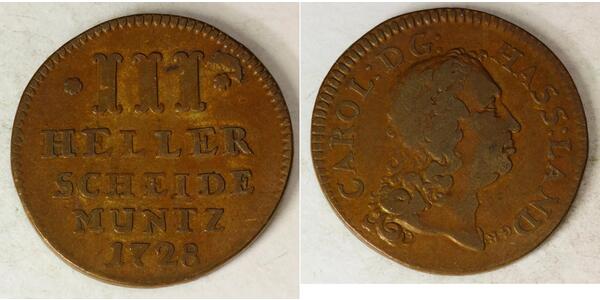 III
HELLER
SCHEIDE
MUNTZ
1728
CAROL: D G: HASS: LAND